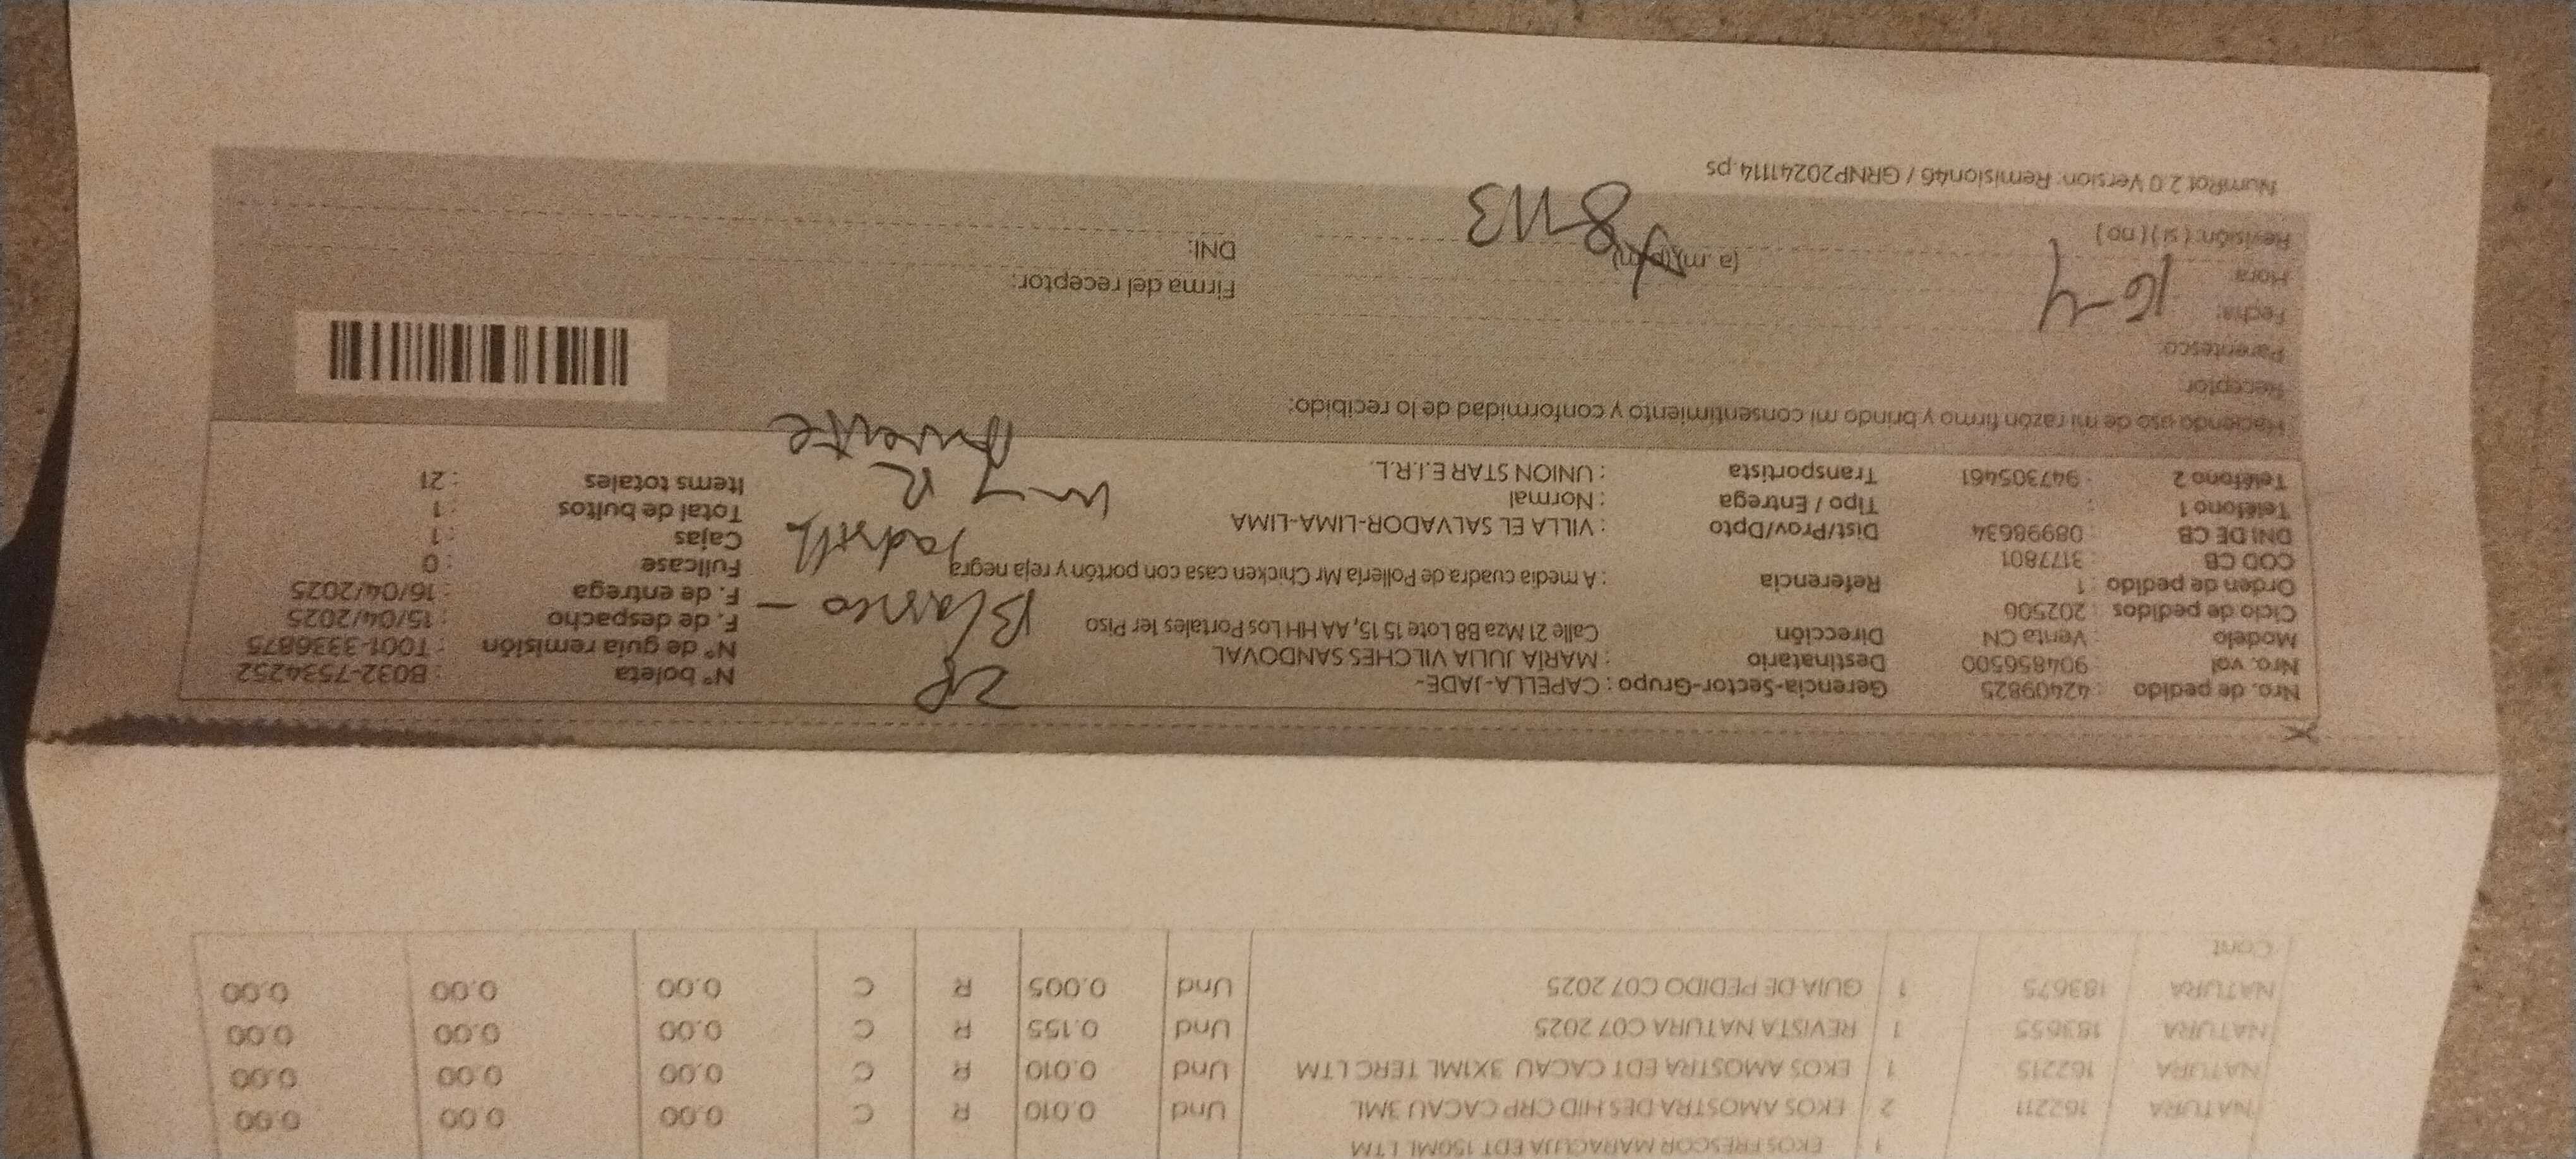 EKOS FRESCOR MARACUJA EDT 150ML LTM 1
NATURA 162211 2 EKOS AMOSTRA DES HID CRP CACAU 3ML Und 0.010 R C 0.00 0.00 0.00
NATURA 162215 1 EKOS AMOSTRA EDT CACAU 3X1ML TERC LTM Und 0.010 R C 0.00 0.00 0.00
NATURA 183655 1 REVISTA NATURA C07 2025 Und 0.155 R C 0.00 0.00 0.00
NATURA 183675 1 GUIA DE PEDIDO C07 2025 Und 0.005 R C 0.00 0.00 0.00
Cont
Nro. de pedido : 42409825 Gerencia-Sector-Grupo : CAPELLA-JADE- Nº boleta : B032-7534252
Nro. vol : 904856500 Destinatario : MARÍA JULIA VILCHES SANDOVAL Nº de guía remisión : T001-3336875
Modelo : Venta CN Dirección Calle 21 Mza B8 Lote 15 15, AA HH Los Portales 1er Piso F. de despacho : 15/04/2025
Ciclo de pedidos : 202506 F. de entrega : 16/04/2025
Orden de pedido : 1 Referencia : A media cuadra de Pollería Mr Chicken casa con portón y reja negra Fullcase : 0
COD CB : 3177801 Cajas : 1
DNI DE CB : 08998634 Dist/Prov/Dpto : VILLA EL SALVADOR-LIMA-LIMA Total de bultos : 1
Teléfono 1 : Tipo / Entrega : Normal Items totales : 21
Teléfono 2 : 947305461 Transportista : UNION STAR E.I.R.L.
Blanco -
Haciendo uso de mi razón firmo y brindo mi consentimiento y conformidad de lo recibido:
Receptor:
Parentesco:
Fecha: 16-4
Hora (a.m)(p.m) Firma del receptor:
Revisión: ( si ) ( no ) 8113 DNI:
NumRot 2.0 Version: Remision46 / GRNP20241114.ps